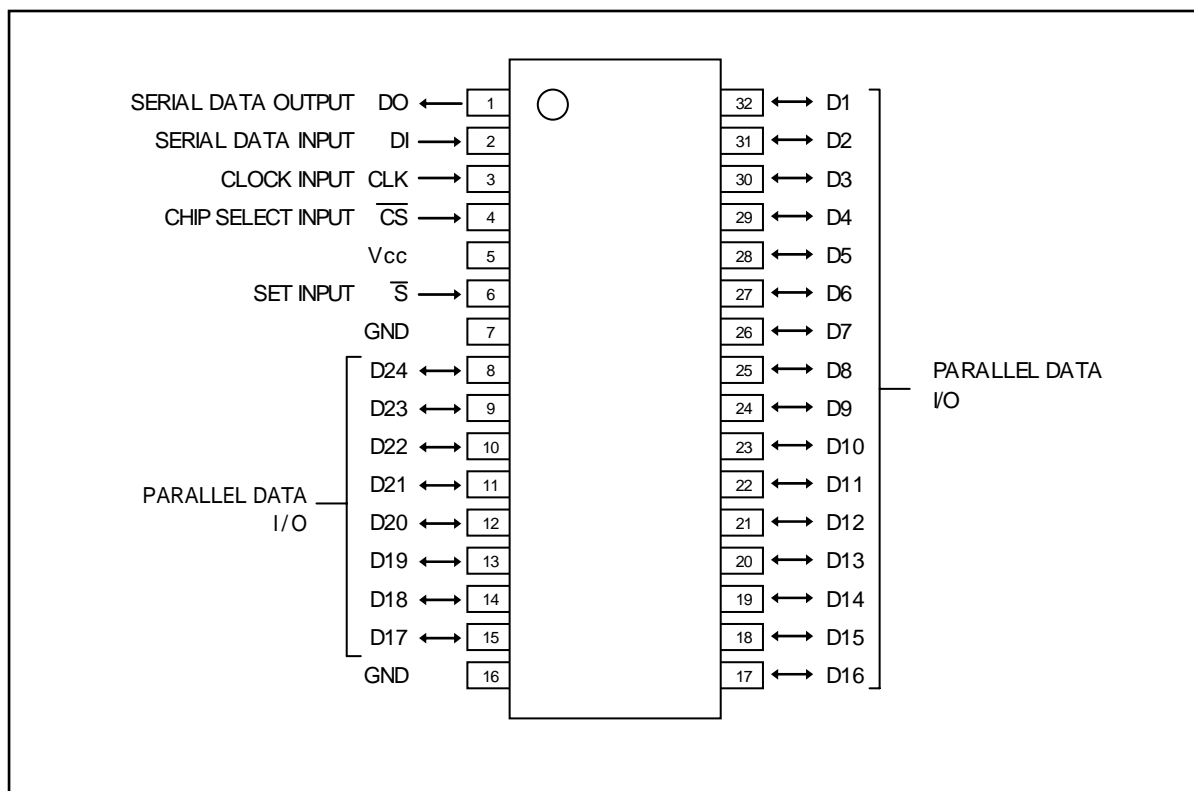 SERIAL DATA OUTPUT DO 1 32 D1
SERIAL DATA INPUT DI 2 31 D2
CLOCK INPUT CLK 3 30 D3
CHIP SELECT INPUT C̅S̅ 4 29 D4
Vcc 5 28 D5
SET INPUT S̅ 6 27 D6
GND 7 26 D7
D24 8 25 D8
PARALLEL DATA
I/O
D23 9 24 D9
D22 10 23 D10
D21 11 22 D11
PARALLEL DATA
I/O
D20 12 21 D12
D19 13 20 D13
D18 14 19 D14
D17 15 18 D15
GND 16 17 D16